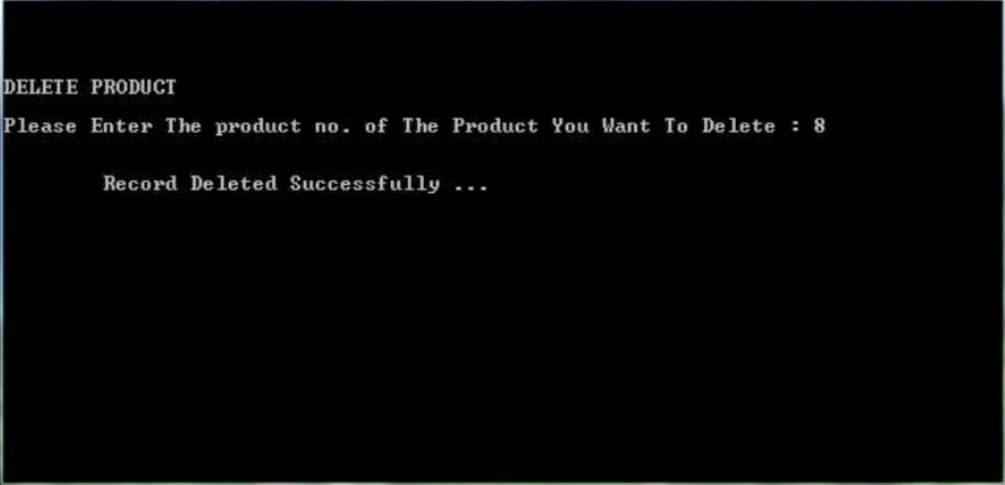 DELETE PRODUCT
Please Enter The product no. of The Product You Want To Delete : 8
Record Deleted Successfully ...